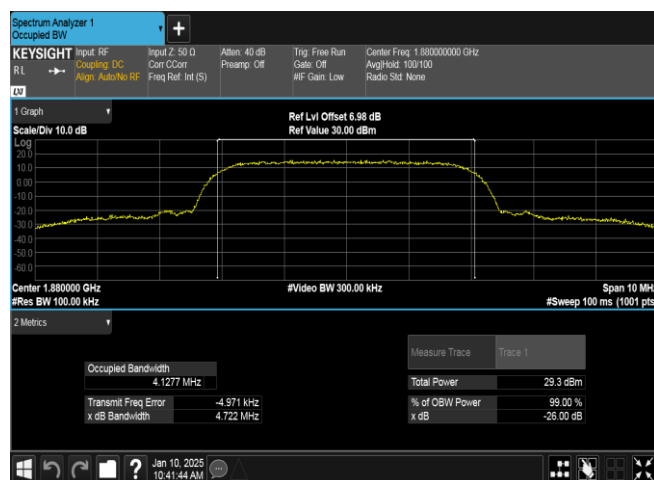 Spectrum Analyzer 1
Occupied BW
+
KEYSIGHT
RL
LXI
Input: RF
Coupling: DC
Align: Auto/No RF
Input Z: 50 Ω
Corr CCorr
Freq Ref: Int (S)
Atten: 40 dB
Preamp: Off
Trig: Free Run
Gate: Off
#IF Gain: Low
Center Freq: 1.880000000 GHz
Avg|Hold: 100/100
Radio Std: None
1 Graph
Scale/Div 10.0 dB
Ref Lvl Offset 6.98 dB
Ref Value 30.00 dBm
Log
20.0
10.0
0.00
-10.0
-20.0
-30.0
-40.0
-50.0
-60.0
Center 1.880000 GHz
#Res BW 100.00 kHz
#Video BW 300.00 kHz
Span 10 MH
#Sweep 100 ms (1001 pts
2 Metrics
Measure Trace Trace 1
Occupied Bandwidth
4.1277 MHz
Total Power 29.3 dBm
Transmit Freq Error -4.971 kHz
% of OBW Power 99.00 %
x dB Bandwidth 4.722 MHz
x dB -26.00 dB
?
Jan 10, 2025
10:41:44 AM